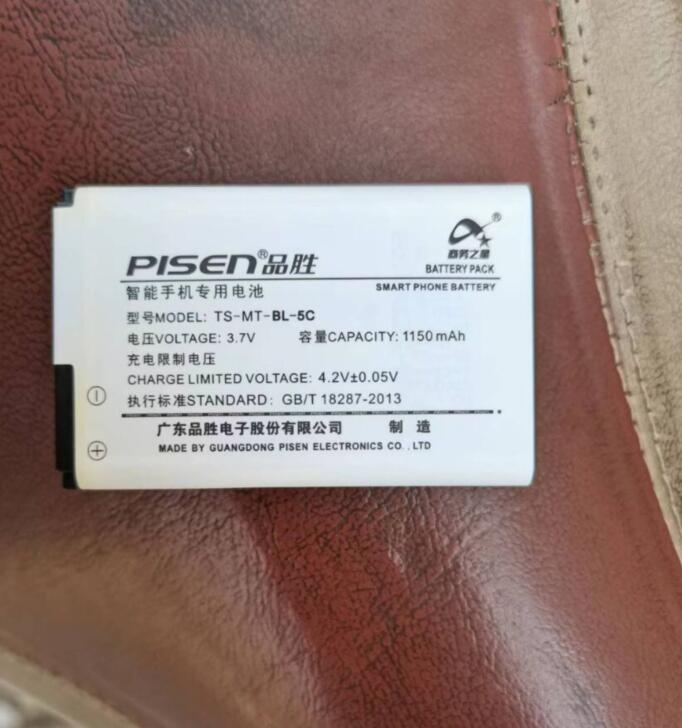 PISEN®品胜
®
商务之星
BATTERY PACK
智能手机专用电池
SMART PHONE BATTERY
型号MODEL: TS-MT-BL-5C
电压VOLTAGE: 3.7V 容量CAPACITY: 1150mAh
充电限制电压
CHARGE LIMITED VOLTAGE: 4.2V±0.05V
执行标准STANDARD: GB/T 18287-2013
广东品胜电子股份有限公司 制造
MADE BY GUANGDONG PISEN ELECTRONICS CO., LTD
−
+